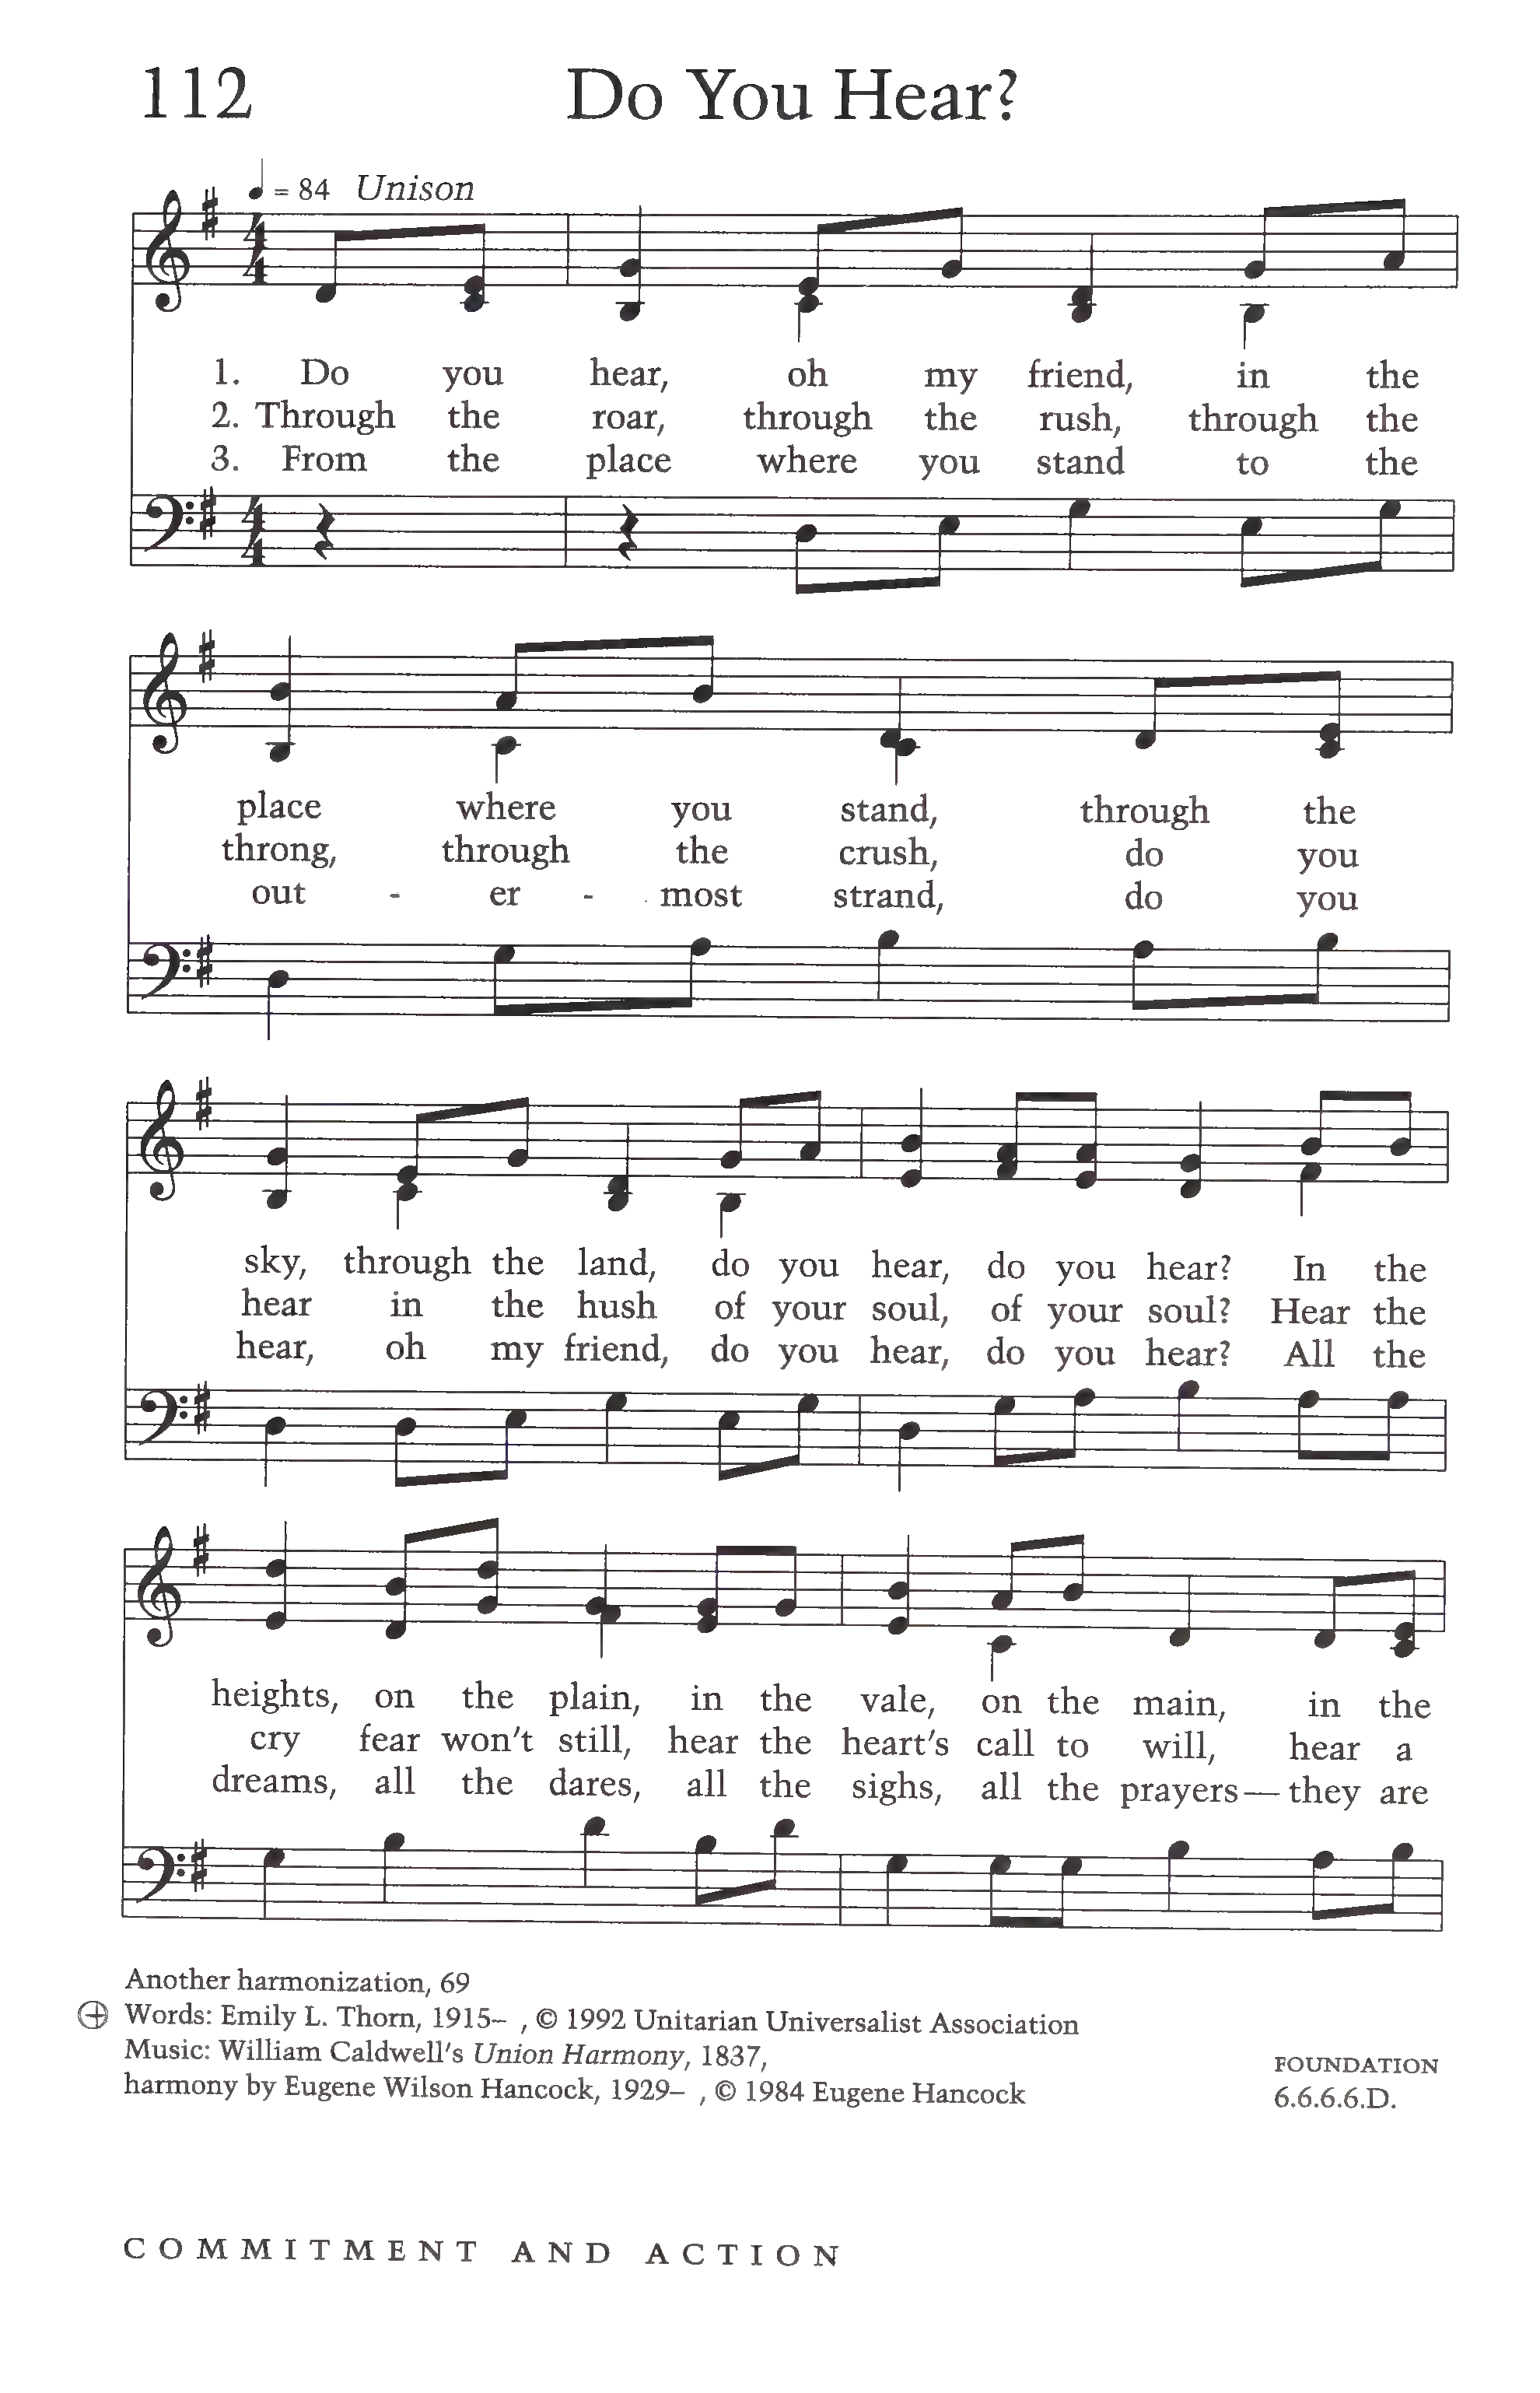 112 Do You Hear?
♩ = 84 Unison
1. Do you hear, oh my friend, in the
2. Through the roar, through the rush, through the
3. From the place where you stand to the
place where you stand, through the
throng, through the crush, do you
out - er - most strand, do you
sky, through the land, do you hear, do you hear? In the
hear in the hush of your soul, of your soul? Hear the
hear, oh my friend, do you hear, do you hear? All the
heights, on the plain, in the vale, on the main, in the
cry fear won't still, hear the heart's call to will, hear a
dreams, all the dares, all the sighs, all the prayers—they are
Another harmonization, 69
Words: Emily L. Thorn, 1915– , © 1992 Unitarian Universalist Association
Music: William Caldwell's Union Harmony, 1837,
harmony by Eugene Wilson Hancock, 1929– , © 1984 Eugene Hancock
FOUNDATION
6.6.6.6.D.
COMMITMENT AND ACTION